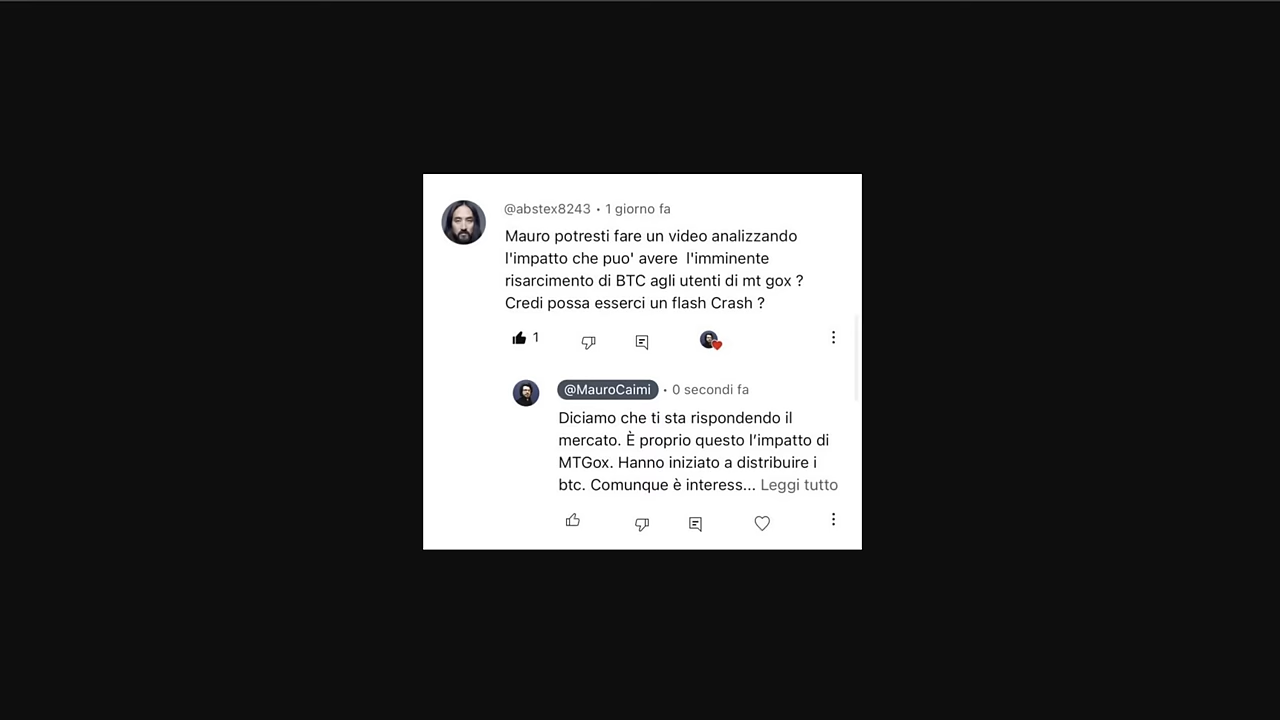 @abstex8243 • 1 giorno fa
Mauro potresti fare un video analizzando
l'impatto che puo' avere  l'imminente
risarcimento di BTC agli utenti di mt gox ?
Credi possa esserci un flash Crash ?
1
@MauroCaimi • 0 secondi fa
Diciamo che ti sta rispondendo il
mercato. È proprio questo l’impatto di
MTGox. Hanno iniziato a distribuire i
btc. Comunque è interess... Leggi tutto